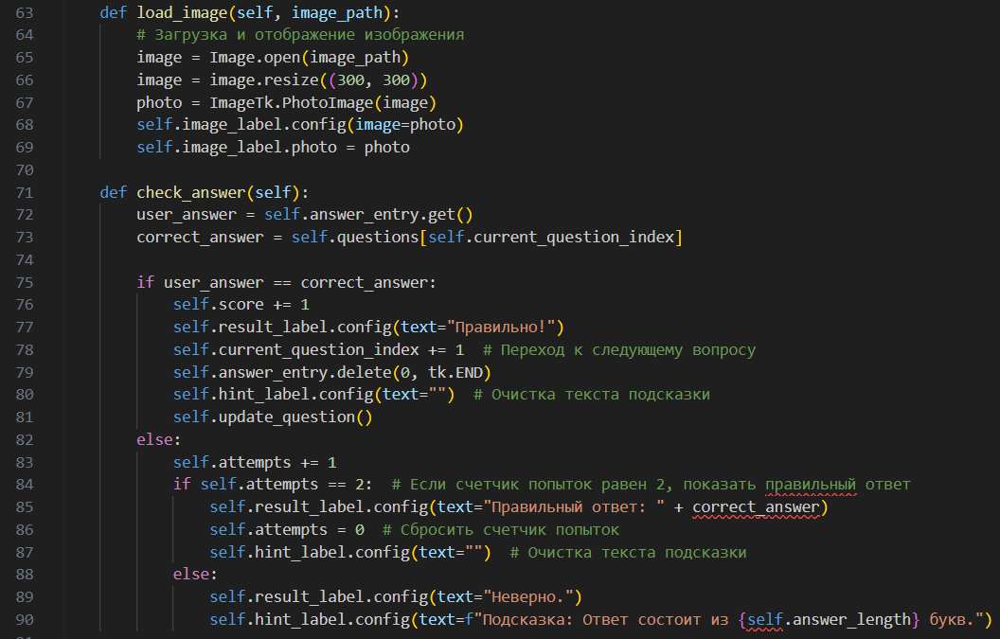 63 def load_image(self, image_path):
64 # Загрузка и отображение изображения
65 image = Image.open(image_path)
66 image = image.resize((300, 300))
67 photo = ImageTk.PhotoImage(image)
68 self.image_label.config(image=photo)
69 self.image_label.photo = photo
70
71 def check_answer(self):
72 user_answer = self.answer_entry.get()
73 correct_answer = self.questions[self.current_question_index]
74
75 if user_answer == correct_answer:
76 self.score += 1
77 self.result_label.config(text="Правильно!")
78 self.current_question_index += 1  # Переход к следующему вопросу
79 self.answer_entry.delete(0, tk.END)
80 self.hint_label.config(text="")  # Очистка текста подсказки
81 self.update_question()
82 else:
83 self.attempts += 1
84 if self.attempts == 2:  # Если счетчик попыток равен 2, показать правильный ответ
85 self.result_label.config(text="Правильный ответ: " + correct_answer)
86 self.attempts = 0  # Сбросить счетчик попыток
87 self.hint_label.config(text="")  # Очистка текста подсказки
88 else:
89 self.result_label.config(text="Неверно.")
90 self.hint_label.config(text=f"Подсказка: Ответ состоит из {self.answer_length} букв.")